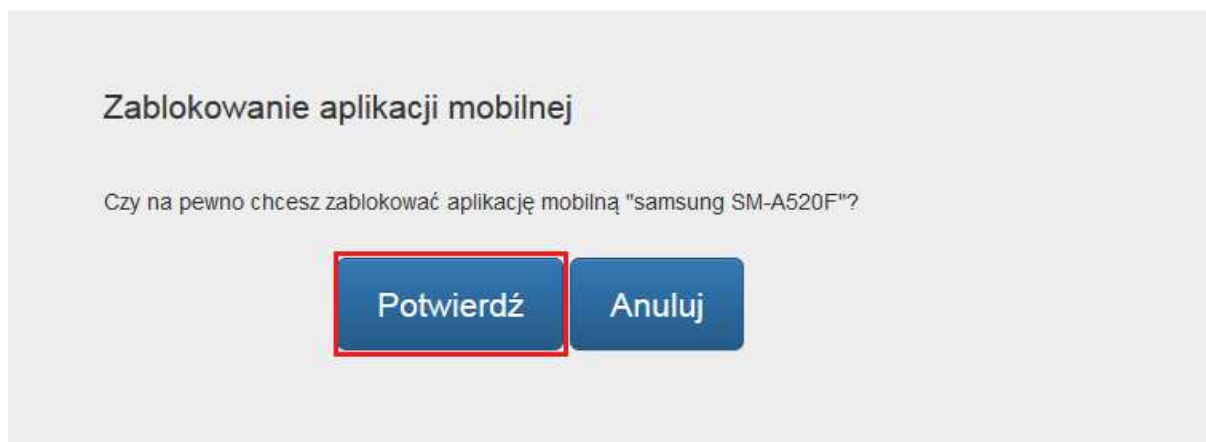 Zablokowanie aplikacji mobilnej
Czy na pewno chcesz zablokować aplikację mobilną "samsung SM-A520F"?
Potwierdź Anuluj